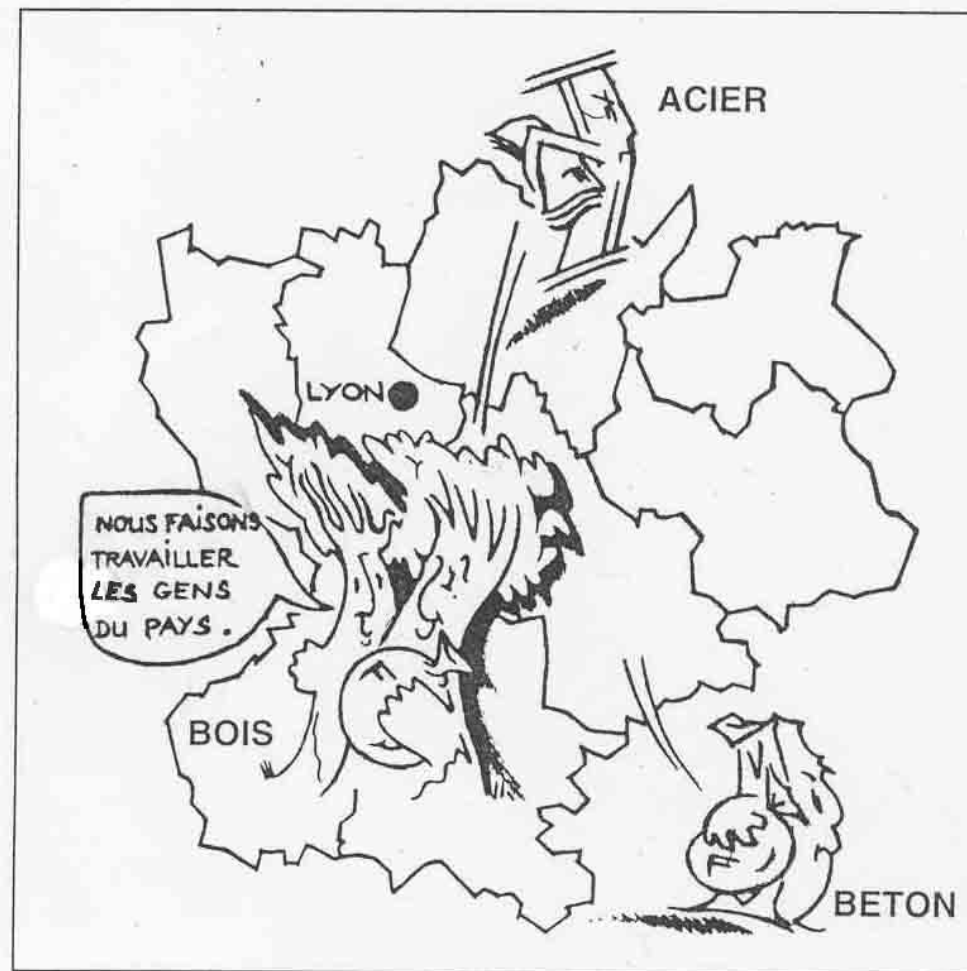 ACIER
LYON
NOUS FAISONS
TRAVAILLER
LES GENS
DU PAYS.
BOIS
BETON